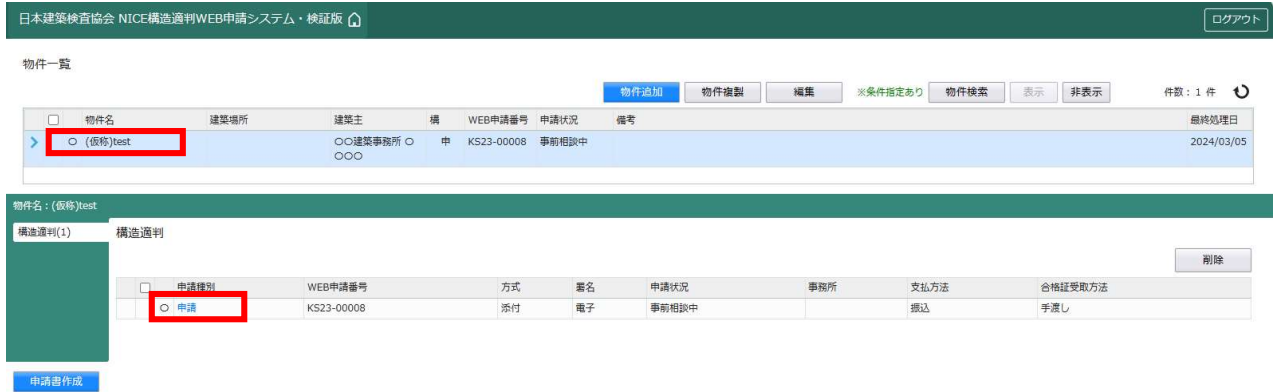 日本建築検査協会 NICE構造適判WEB申請システム・検証版 ログアウト
物件一覧
物件追加 物件複製 編集 ※条件指定あり 物件検索 表示 非表示 件数：1 件
物件名 建築場所 建築主 構 WEB申請番号 申請状況 備考 最終処理日
○ (仮称)test 〇〇建築事務所 〇 申 KS23-00008 事前相談中 2024/03/05
〇〇〇
物件名：(仮称)test
構造適判(1) 構造適判
削除
申請種別 WEB申請番号 方式 署名 申請状況 事務所 支払方法 合格証受取方法
○ 申請 KS23-00008 添付 電子 事前相談中 振込 手渡し
申請書作成